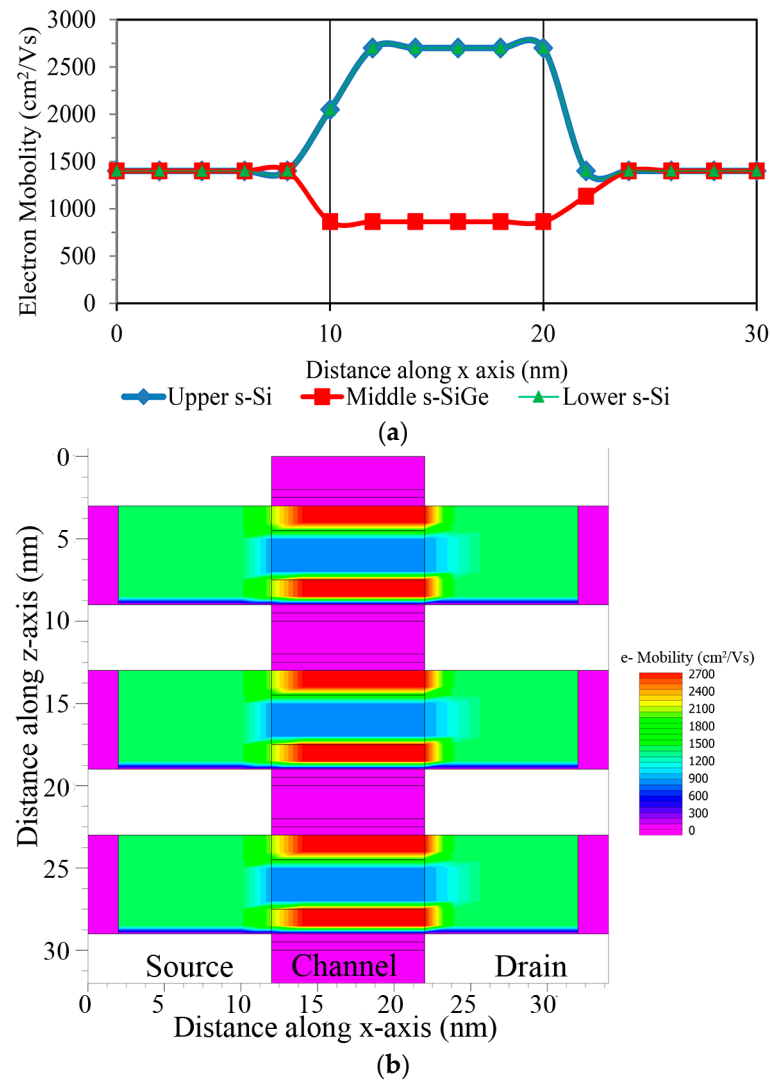 3000
2500
2000
1500
1000
500
0
Electron Mobolity (cm²/Vs)
0 10 20 30
Distance along x axis (nm)
Upper s-Si Middle s-SiGe Lower s-Si
(a)
0
5
10
15
20
25
30
Distance along z-axis (nm)
e- Mobility (cm²/Vs)
2700
2400
2100
1800
1500
1200
900
600
300
0
Source Channel Drain
0 5 10 15 20 25 30
Distance along x-axis (nm)
(b)